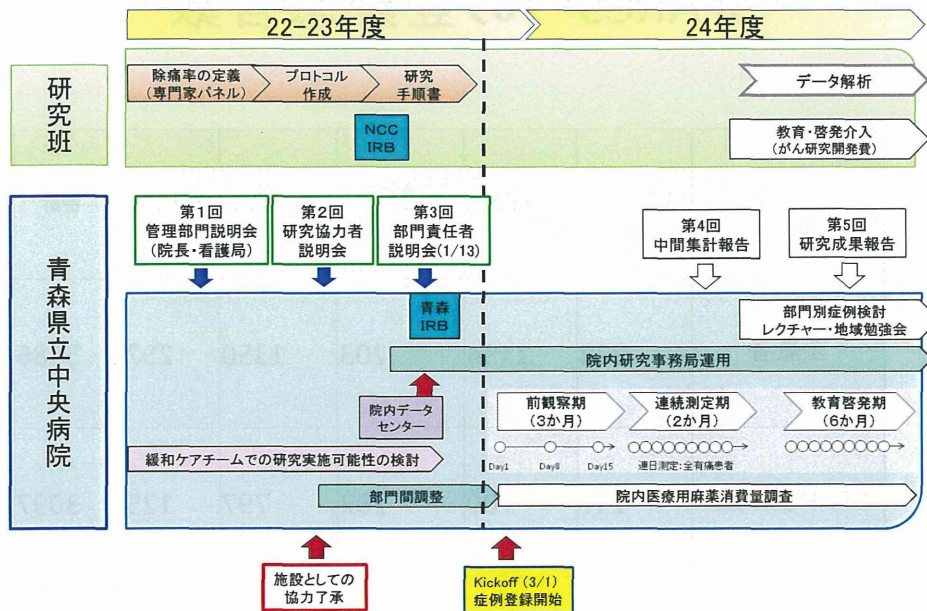 22-23年度
24年度
研究班
除痛率の定義
(専門家パネル)
プロトコル
作成
研究
手順書
データ解析
NCC
IRB
教育・啓発介入
(がん研究開発費)
青森県立中央病院
第1回
管理部門説明会
(院長・看護局)
第2回
研究協力者
説明会
第3回
部門責任者
説明会(1/13)
第4回
中間集計報告
第5回
研究成果報告
青森
IRB
部門別症例検討
レクチャー・地域勉強会
院内研究事務局運用
院内データ
センター
前観察期
(3か月)
連続測定期
(2か月)
教育啓発期
(6か月)
Day1
Day8
Day15
連日測定:全有痛患者
緩和ケアチームでの研究実施可能性の検討
部門間調整
院内医療用麻薬消費量調査
施設としての
協力了承
Kickoff (3/1)
症例登録開始